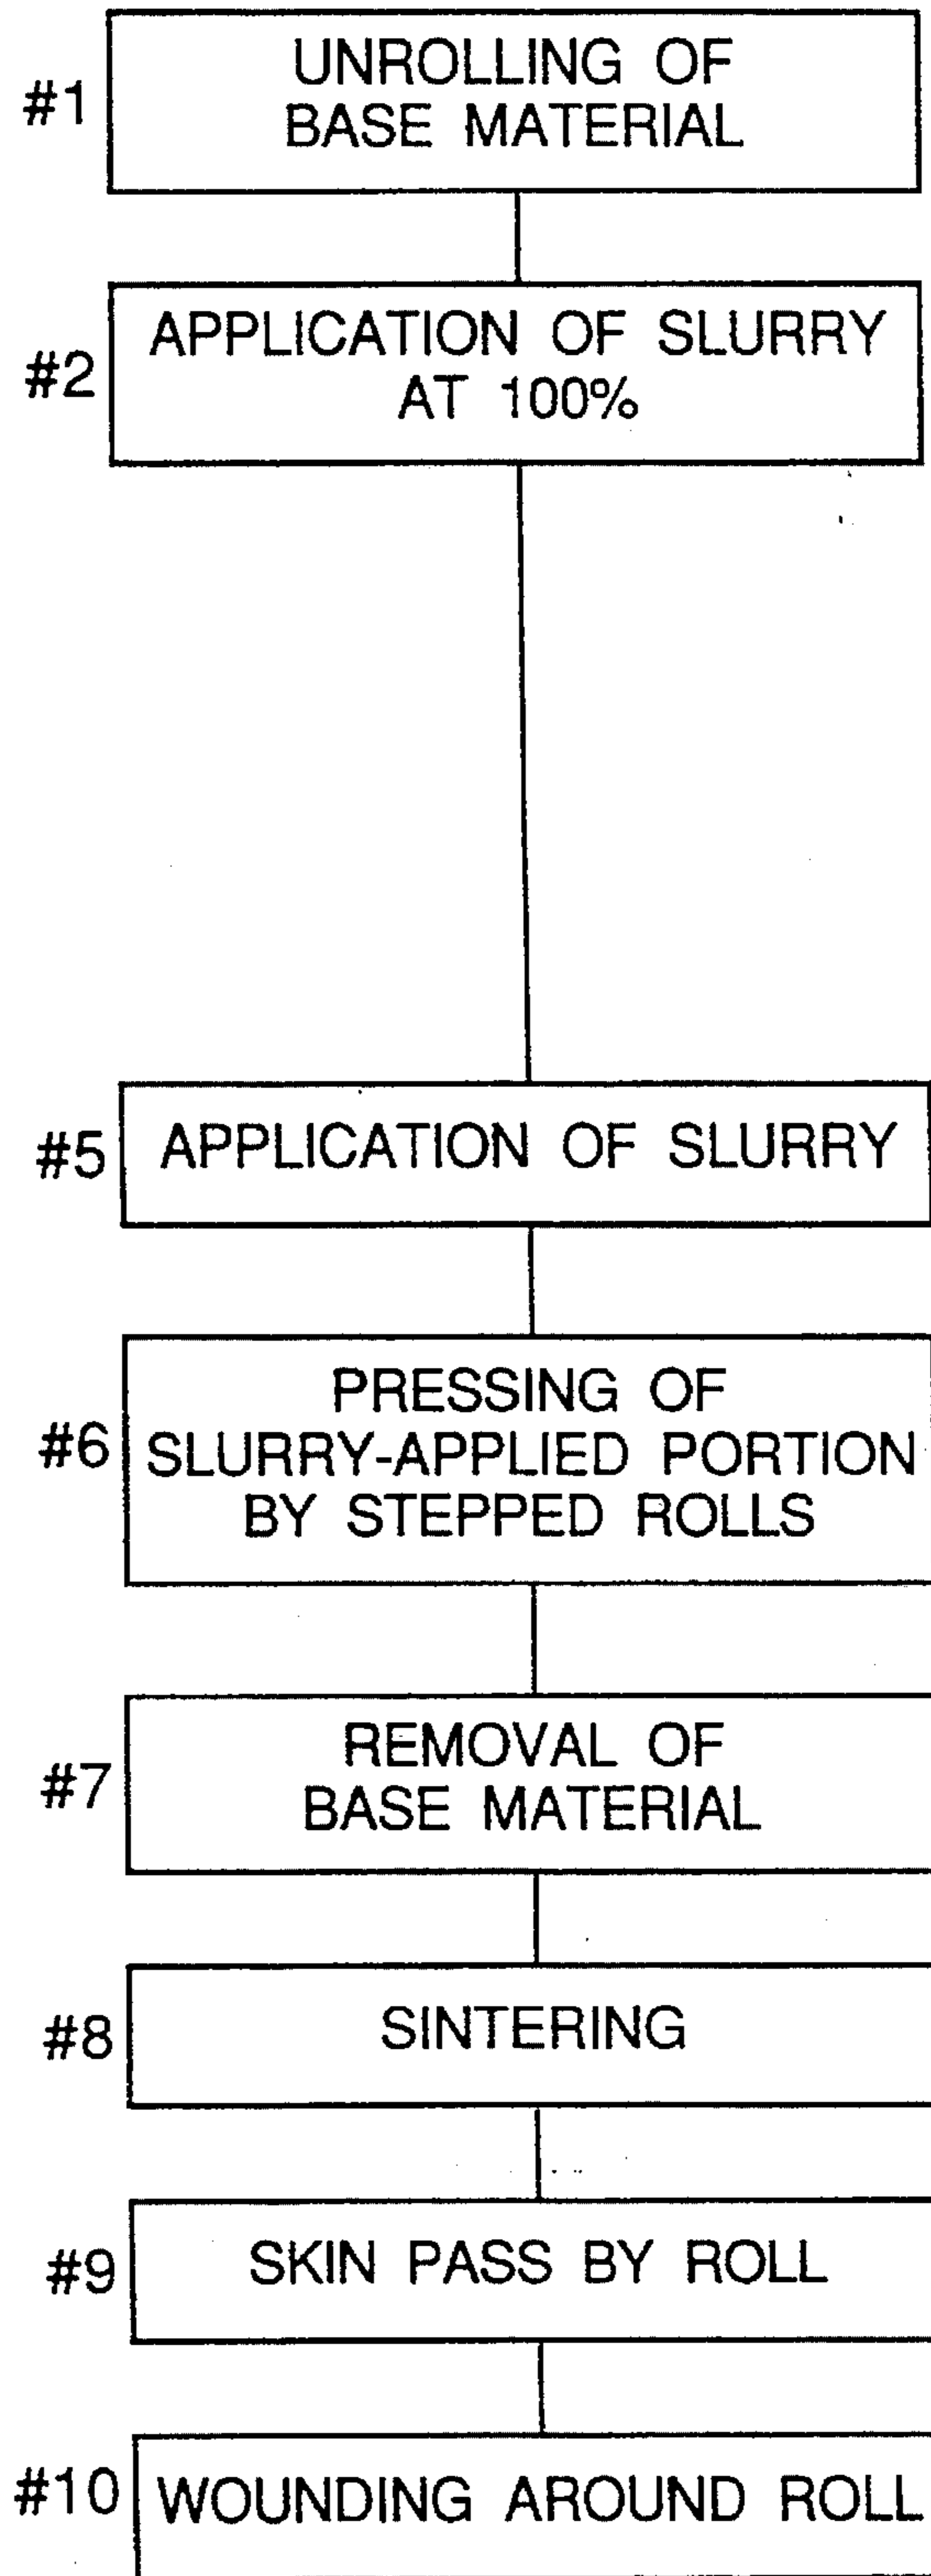 #1
UNROLLING OF
BASE MATERIAL
#2
APPLICATION OF SLURRY
AT 100%
#5
APPLICATION OF SLURRY
#6
PRESSING OF
SLURRY-APPLIED PORTION
BY STEPPED ROLLS
#7
REMOVAL OF
BASE MATERIAL
#8
SINTERING
#9
SKIN PASS BY ROLL
#10
WOUNDING AROUND ROLL